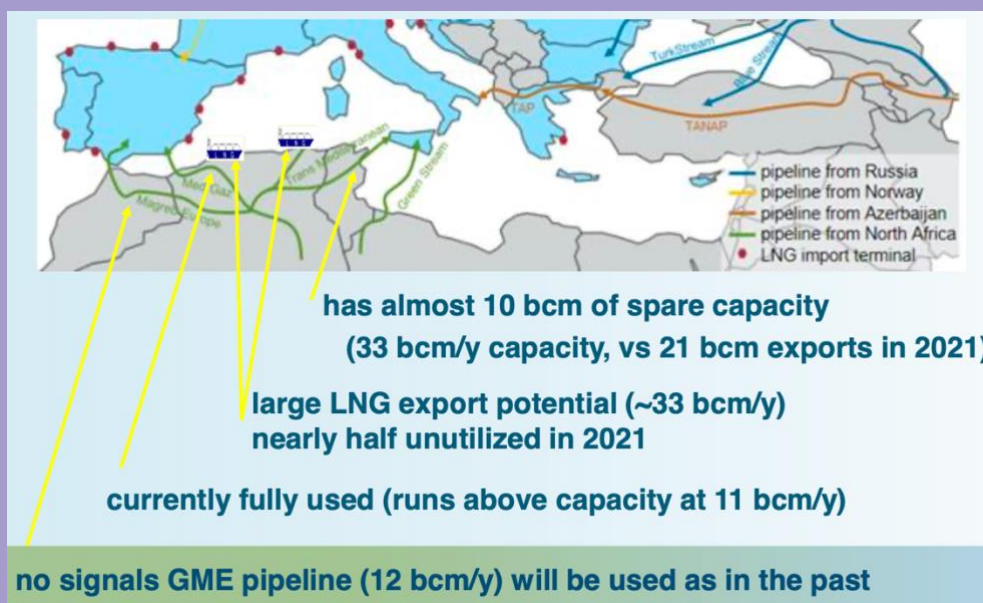 TurkStream
Blue Stream
TAP
TANAP
LNG
LNG
Trans Mediterranean
Med Gaz
Magreb Europe
Green Stream
pipeline from Russia
pipeline from Norway
pipeline from Azerbaijan
pipeline from North Africa
LNG import terminal
has almost 10 bcm of spare capacity
(33 bcm/y capacity, vs 21 bcm exports in 2021)
large LNG export potential (~33 bcm/y)
nearly half unutilized in 2021
currently fully used (runs above capacity at 11 bcm/y)
no signals GME pipeline (12 bcm/y) will be used as in the past